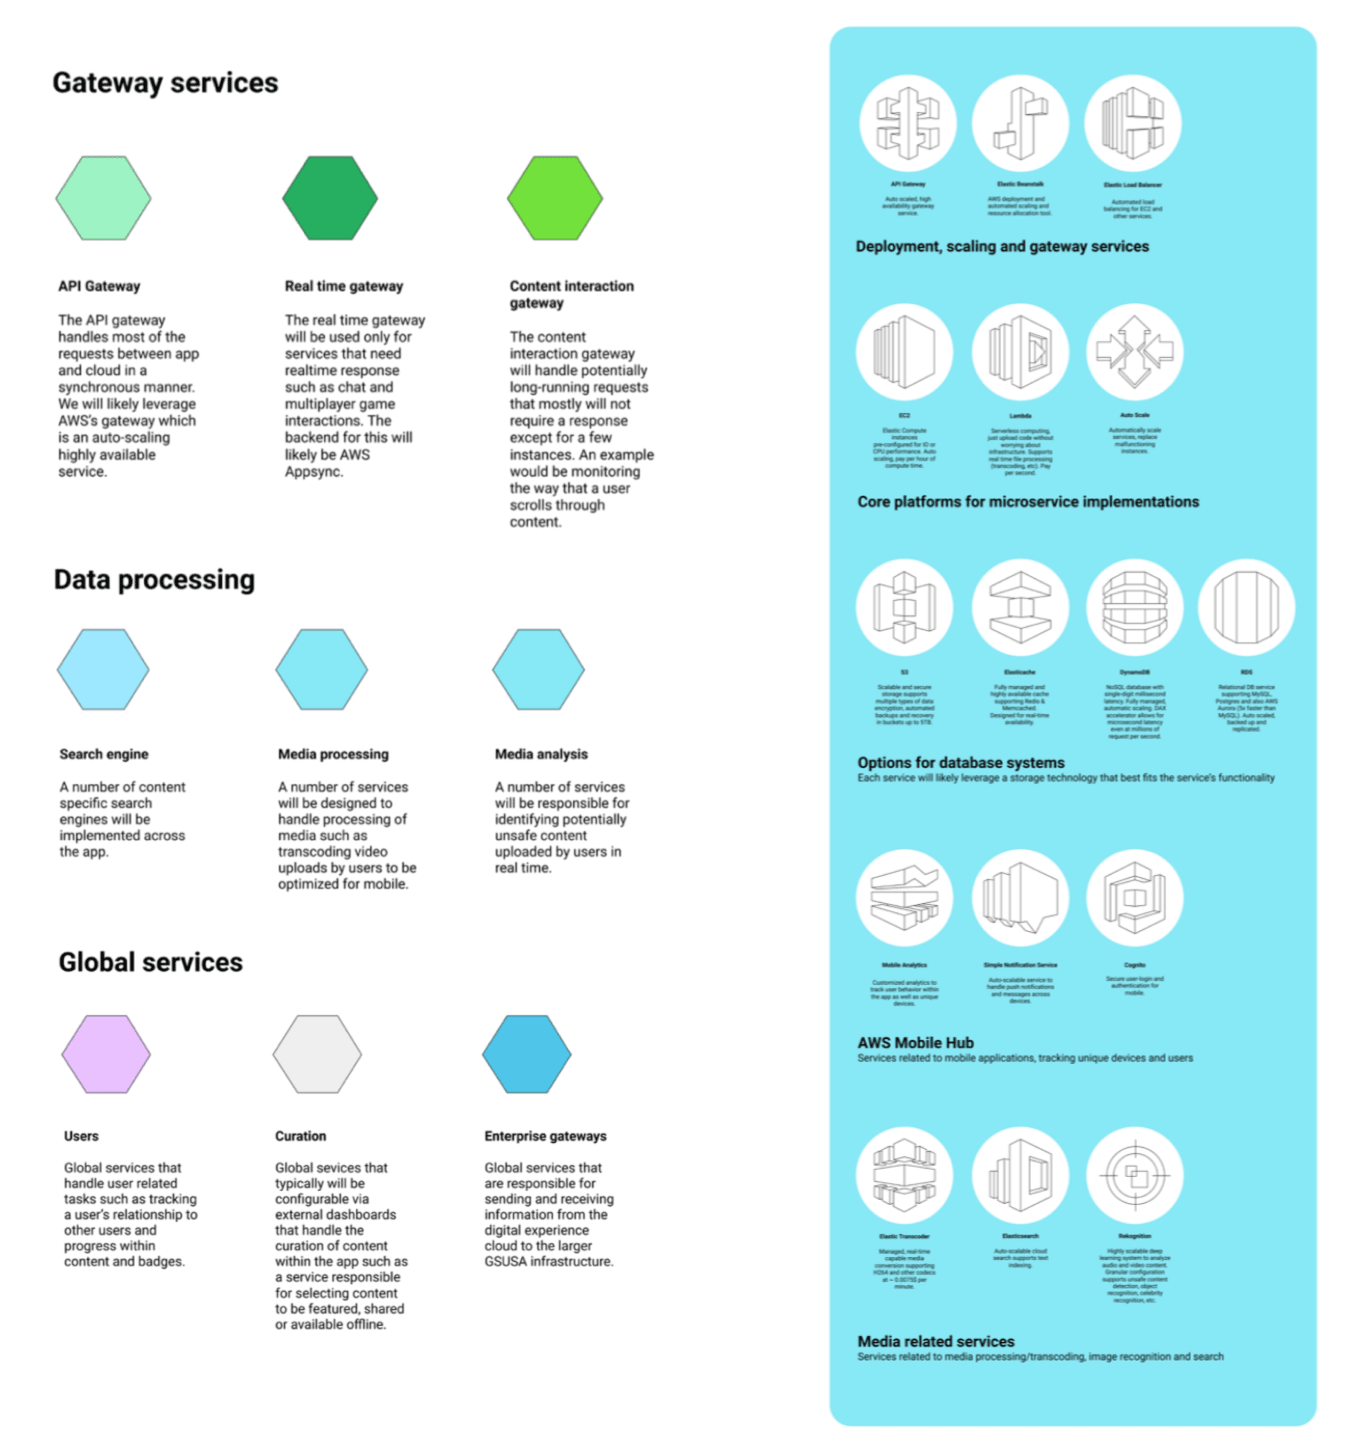 Gateway services
API Gateway
The API gateway
handles most of the
requests between app
and cloud in a
synchronous manner.
We will likely leverage
AWS's gateway which
is an auto-scaling
highly available
service.
Real time gateway
The real time gateway
will be used only for
services that need
realtime response
such as chat and
multiplayer game
interactions. The
backend for this will
likely be AWS
Appsync.
Content interaction
gateway
The content
interaction gateway
will handle potentially
long-running requests
that mostly will not
require a response
except for a few
instances. An example
would be monitoring
the way that a user
scrolls through
content.
Data processing
Search engine
A number of content
specific search
engines will be
implemented across
the app.
Media processing
A number of services
will be designed to
handle processing of
media such as
transcoding video
uploads by users to be
optimized for mobile.
Media analysis
A number of services
will be responsible for
identifying potentially
unsafe content
uploaded by users in
real time.
Global services
Users
Global services that
handle user related
tasks such as tracking
a user's relationship to
other users and
progress within
content and badges.
Curation
Global sevices that
typically will be
configurable via
external dashboards
that handle the
curation of content
within the app such as
a service responsible
for selecting content
to be featured, shared
or available offline.
Enterprise gateways
Global services that
are responsible for
sending and receiving
information from the
digital experience
cloud to the larger
GSUSA infrastructure.
API Gateway
Auto scaled, high
availability gateway
service.
Elastic Beanstalk
AWS deployment and
automated scaling and
resource allocation tool.
Elastic Load Balancer
Automated load
balancing for EC2 and
other services.
Deployment, scaling and gateway services
EC2
Elastic Compute
instances
pre-configured for IO or
CPU performance. Auto
scaling, pay per hour of
compute time.
Lambda
Serverless computing,
just upload code without
worrying about
infrastructure. Supports
real time file processing
(transcoding, etc). Pay
per second.
Auto Scale
Automatically scale
services, replace
malfunctioning
instances.
Core platforms for microservice implementations
S3
Scalable and secure
storage supports
multiple types of data
encryption, automated
backups and recovery
in buckets up to 5TB.
Elasticache
Fully managed and
highly available cache
supporting Redis &
Memcached.
Designed for real-time
availability.
DynamoDB
NoSQL database with
single-digit millisecond
latency. Fully managed,
automatic scaling. DAX
accelerator allows for
microsecond latency
even at millions of
request per second.
RDS
Relational DB service
supporting MySQL,
Postgres and also AWS
Aurora (5x faster than
MySQL). Auto scaled,
backed up and
replicated.
Options for database systems
Each service will likely leverage a storage technology that best fits the service's functionality
Mobile Analytics
Customized analytics to
track user behavior within
the app as well as unique
devices.
Simple Notification Service
Auto-scalable service to
handle push notifications
and messages across
devices.
Cognito
Secure user login and
authentication for
mobile.
AWS Mobile Hub
Services related to mobile applications, tracking unique devices and users
Elastic Transcoder
Managed, real-time
capable media
conversion supporting
H264 and other codecs
at ~ 0.0075$ per
minute.
Elasticsearch
Auto-scalable cloud
search supports text
indexing.
Rekognition
Highly scalable deep
learning system to analyze
audio and video content.
Granular configuration
supports unsafe content
detection, object
recognition, celebrity
recognition, etc.
Media related services
Services related to media processing/transcoding, image recognition and search